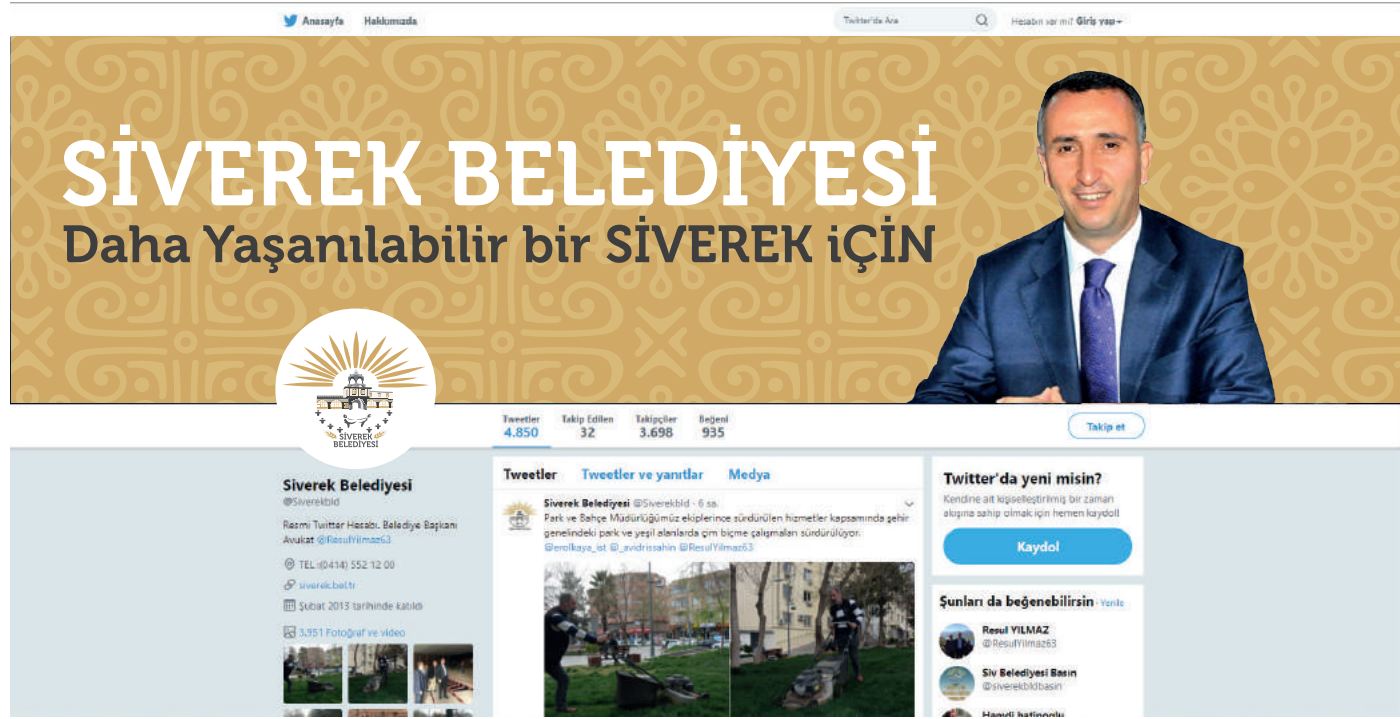 Anasayfa Hakkımızda
Twitter'da Ara
Hesabın var mı? Giriş yap
SİVEREK BELEDİYESİ
Daha Yaşanılabilir bir SİVEREK iÇİN
SİVEREK
BELEDİYESİ
Tweetler Takip Edilen Takipçiler Beğeni
4.850 32 3.698 935
Takip et
Siverek Belediyesi
@Siverekbld
Resmi Twitter Hesabı. Belediye Başkanı
Avukat @ResulYilmaz63
TEL:(0414) 552 12 00
siverek.bel.tr
Şubat 2013 tarihinde katıldı
3.951 Fotoğraf ve video
Tweetler Tweetler ve yanıtlar Medya
Siverek Belediyesi @Siverekbld · 6 sa.
Park ve Bahçe Müdürlüğümüz ekiplerince sürdürülen hizmetler kapsamında şehir
genelindeki park ve yeşil alanlarda çim biçme çalışmaları sürdürülüyor.
@erolkaya_ist @_avidrissahin @ResulYilmaz63
Twitter'da yeni misin?
Kendine ait kişiselleştirilmiş bir zaman
akışına sahip olmak için hemen kaydol!
Kaydol
Şunları da beğenebilirsin · Yenile
Resul YILMAZ
@ResulYilmaz63
Siv Belediyesi Basın
@siverekbldbasin
Hamdi hatipoglu